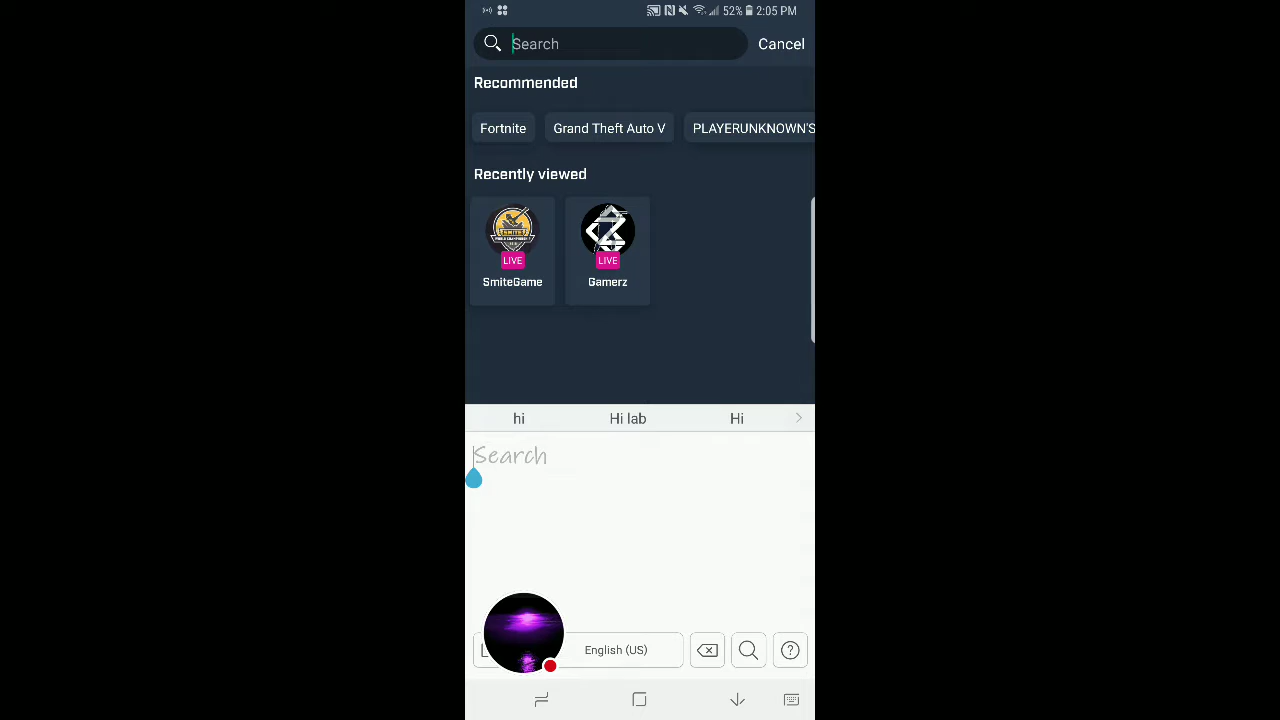 52% 2:05 PM
Search Cancel
Recommended
Fortnite Grand Theft Auto V PLAYERUNKNOWN'S
Recently viewed
SMITE
LIVE LIVE
SmiteGame Gamerz
hi Hi lab Hi
Search
English (US)